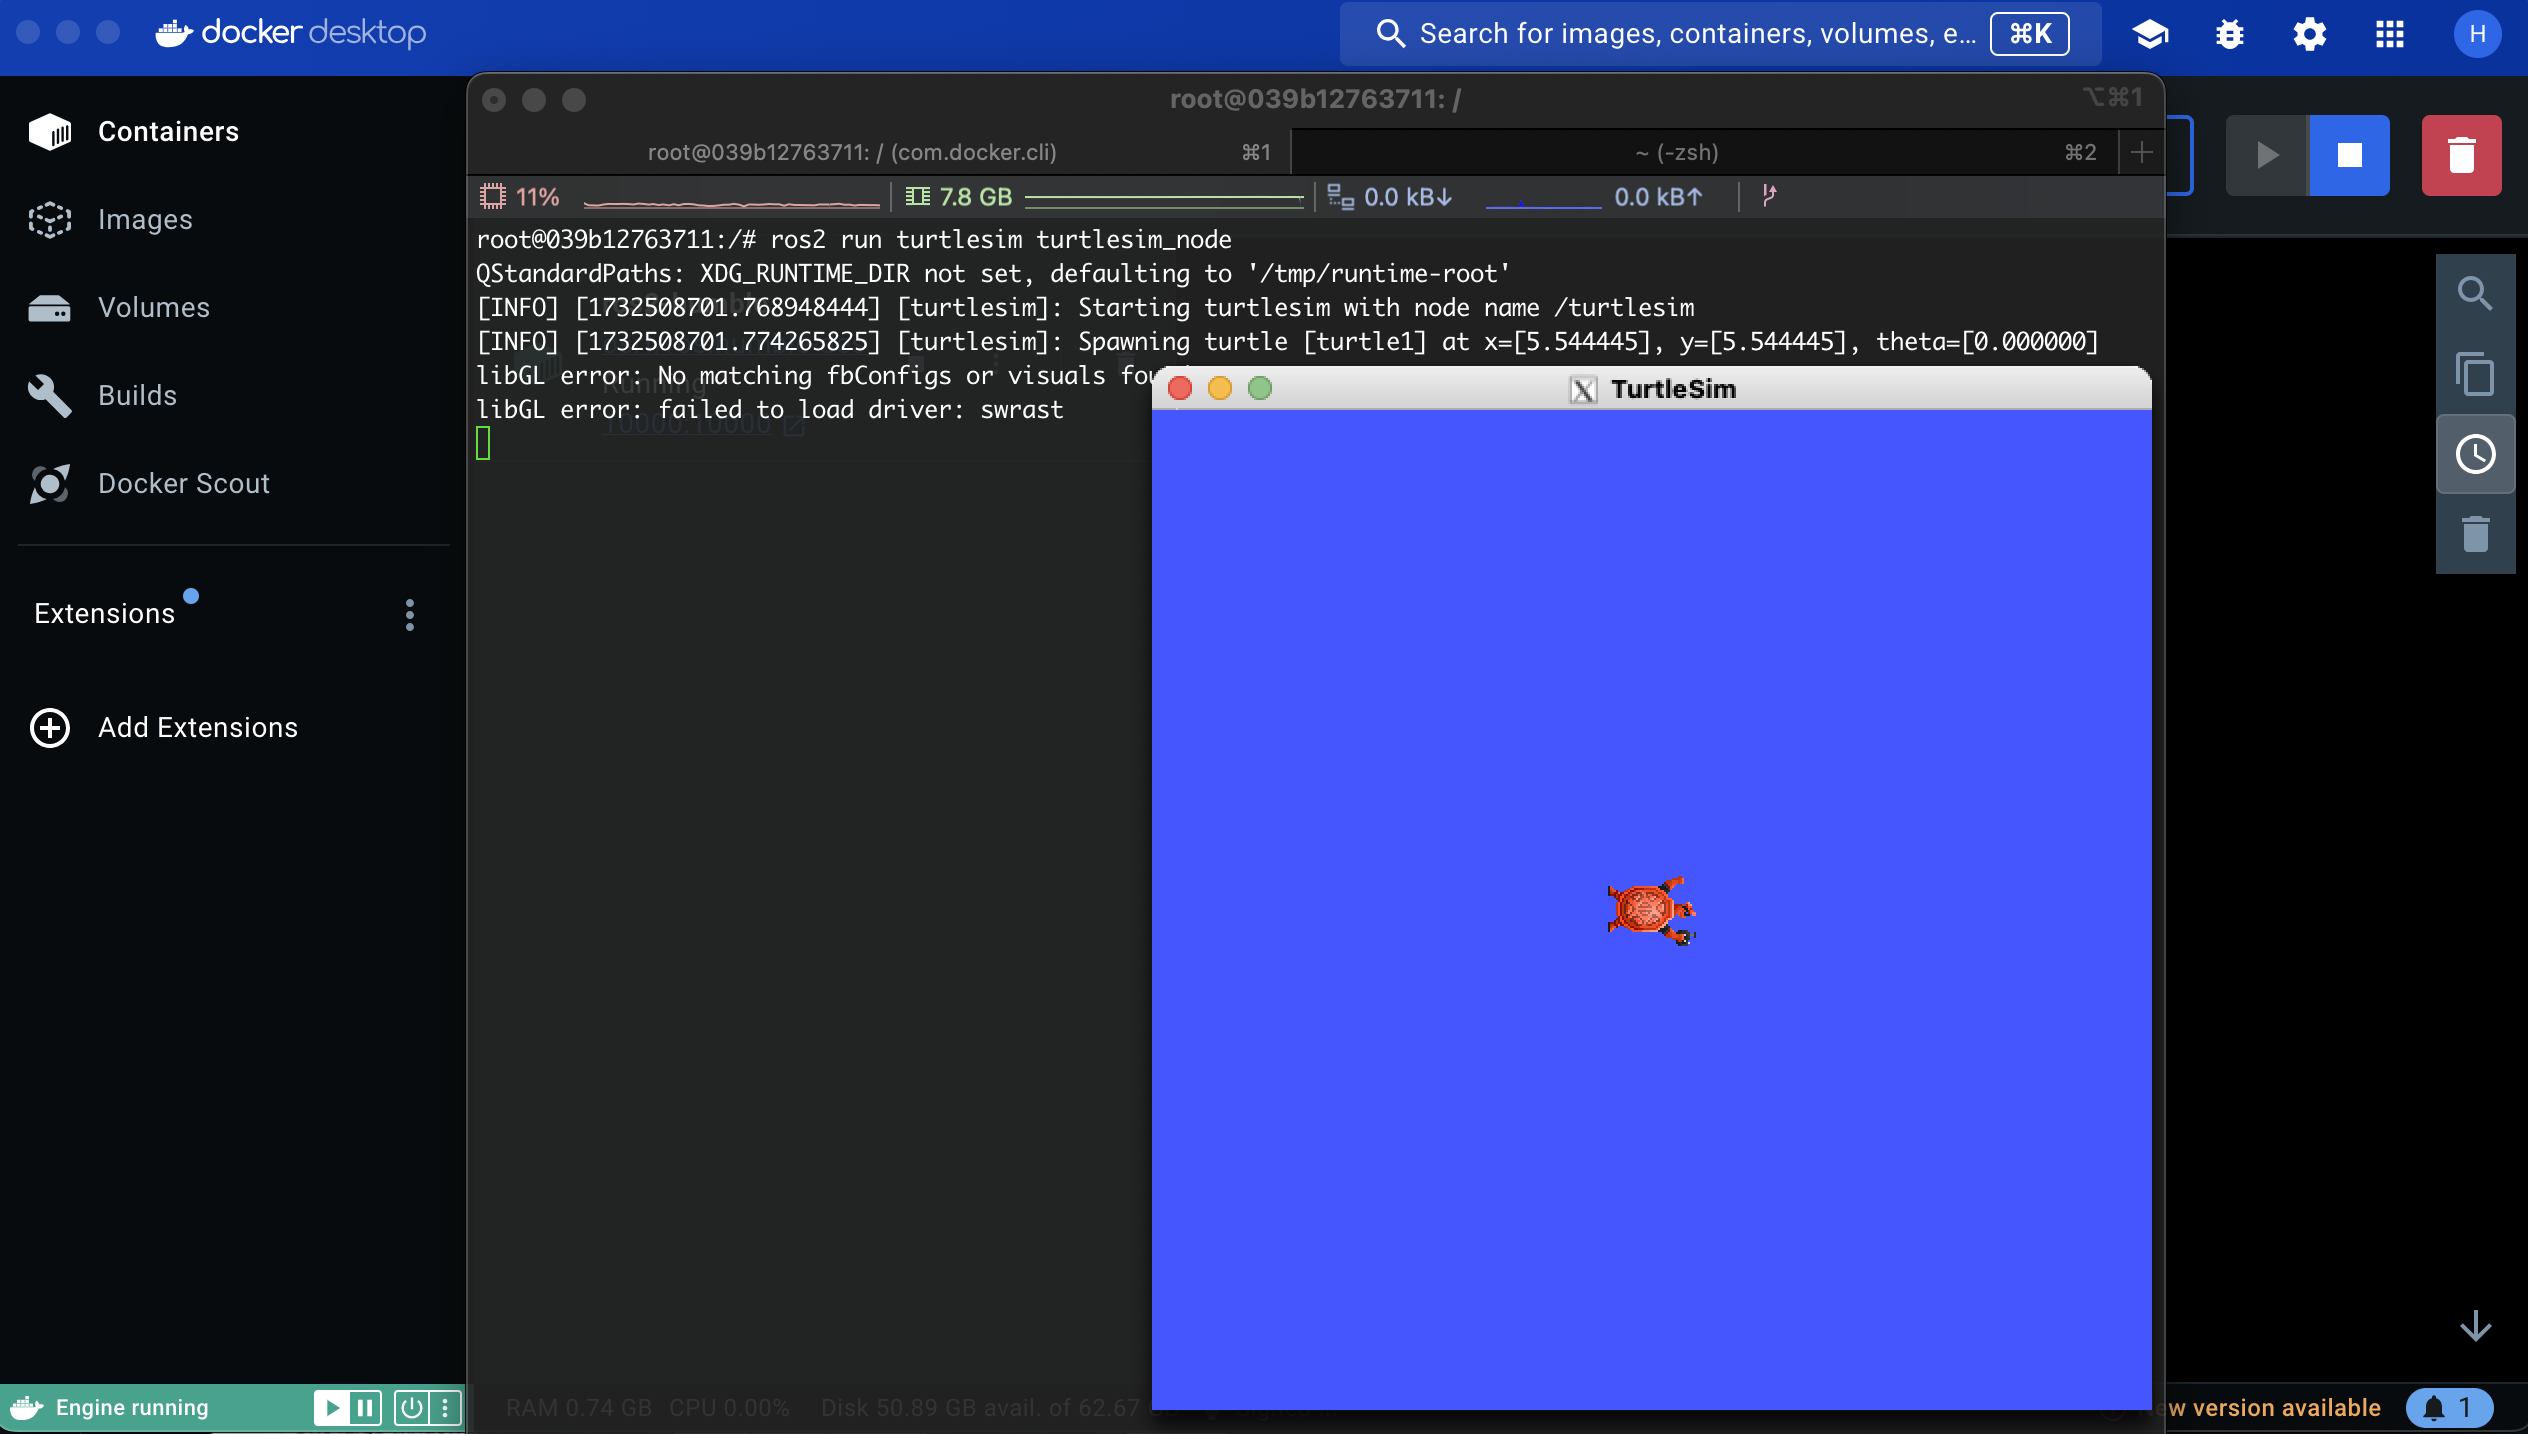 docker desktop
Search for images, containers, volumes, e...
⌘K
H
Containers
Images
Volumes
Builds
Docker Scout
Extensions
Add Extensions
root@039b12763711: /
⌥⌘1
root@039b12763711: / (com.docker.cli)
⌘1
~ (-zsh)
⌘2
11%
7.8 GB
0.0 kB↓
0.0 kB↑
root@039b12763711:/# ros2 run turtlesim turtlesim_node
QStandardPaths: XDG_RUNTIME_DIR not set, defaulting to '/tmp/runtime-root'
[INFO] [1732508701.768948444] [turtlesim]: Starting turtlesim with node name /turtlesim
[INFO] [1732508701.774265825] [turtlesim]: Spawning turtle [turtle1] at x=[5.544445], y=[5.544445], theta=[0.000000]
libGL error: No matching fbConfigs or visuals fou
libGL error: failed to load driver: swrast
Running
10000:10000
TurtleSim
Engine running
RAM 0.74 GB CPU 0.00% Disk 50.89 GB avail. of 62.67
ew version available
1